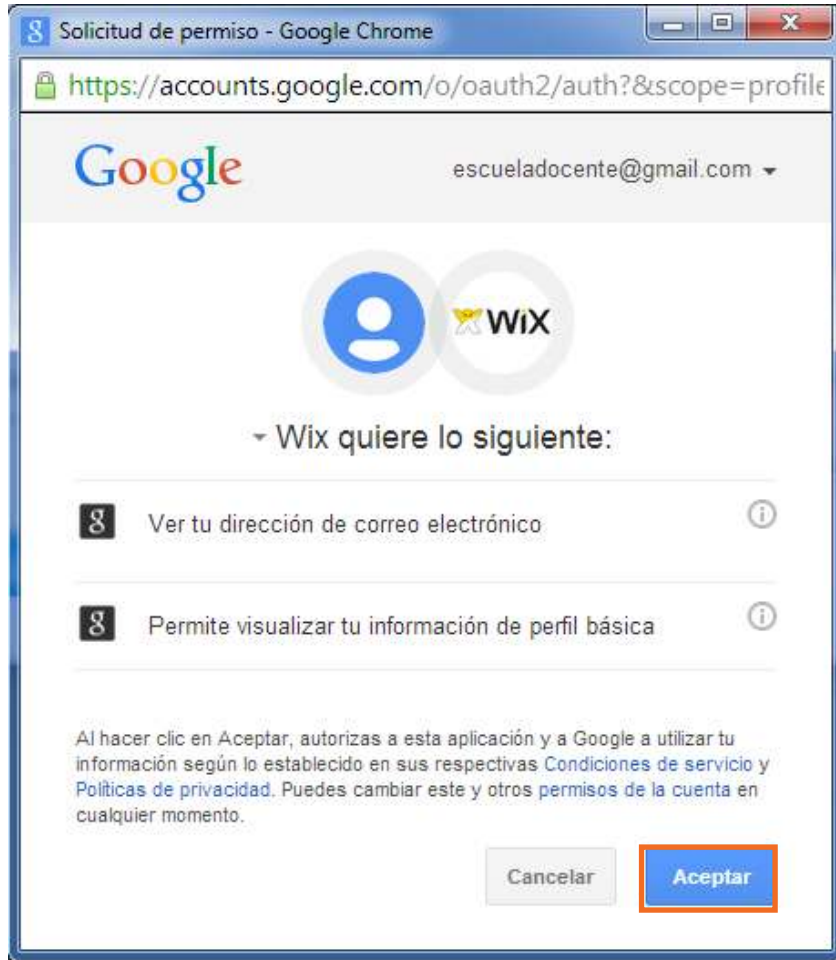 Solicitud de permiso - Google Chrome
https://accounts.google.com/o/oauth2/auth?&scope=profile
Google
escueladocente@gmail.com
WiX
Wix quiere lo siguiente:
Ver tu dirección de correo electrónico
Permite visualizar tu información de perfil básica
Al hacer clic en Aceptar, autorizas a esta aplicación y a Google a utilizar tu
información según lo establecido en sus respectivas Condiciones de servicio y
Políticas de privacidad. Puedes cambiar este y otros permisos de la cuenta en
cualquier momento.
Cancelar
Aceptar